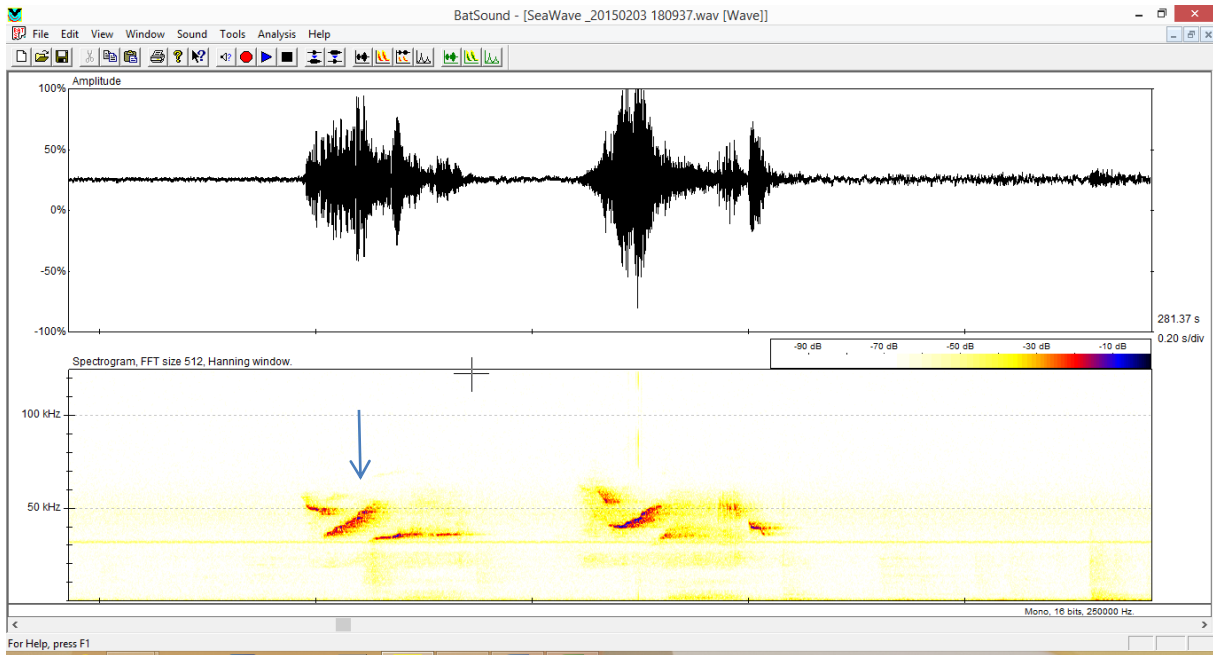 BatSound - [SeaWave _20150203 180937.wav [Wave]]
File Edit View Window Sound Tools Analysis Help
Amplitude
100%
50%
0%
-50%
-100%
281.37 s
0.20 s/div
Spectrogram, FFT size 512, Hanning window.
-90 dB -70 dB -50 dB -30 dB -10 dB
100 kHz
50 kHz
Mono, 16 bits, 250000 Hz.
For Help, press F1